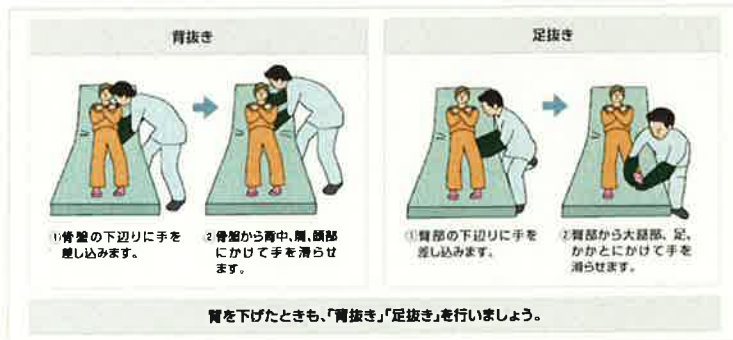 背抜き
①骨盤の下辺りに手を
差し込みます。
②骨盤から背中、肩、頭部
にかけて手を滑らせ
ます。
足抜き
①臀部の下辺りに手を
差し込みます。
②臀部から大腿部、足、
かかとにかけて手を
滑らせます。
背を下げたときも、「背抜き」「足抜き」を行いましょう。